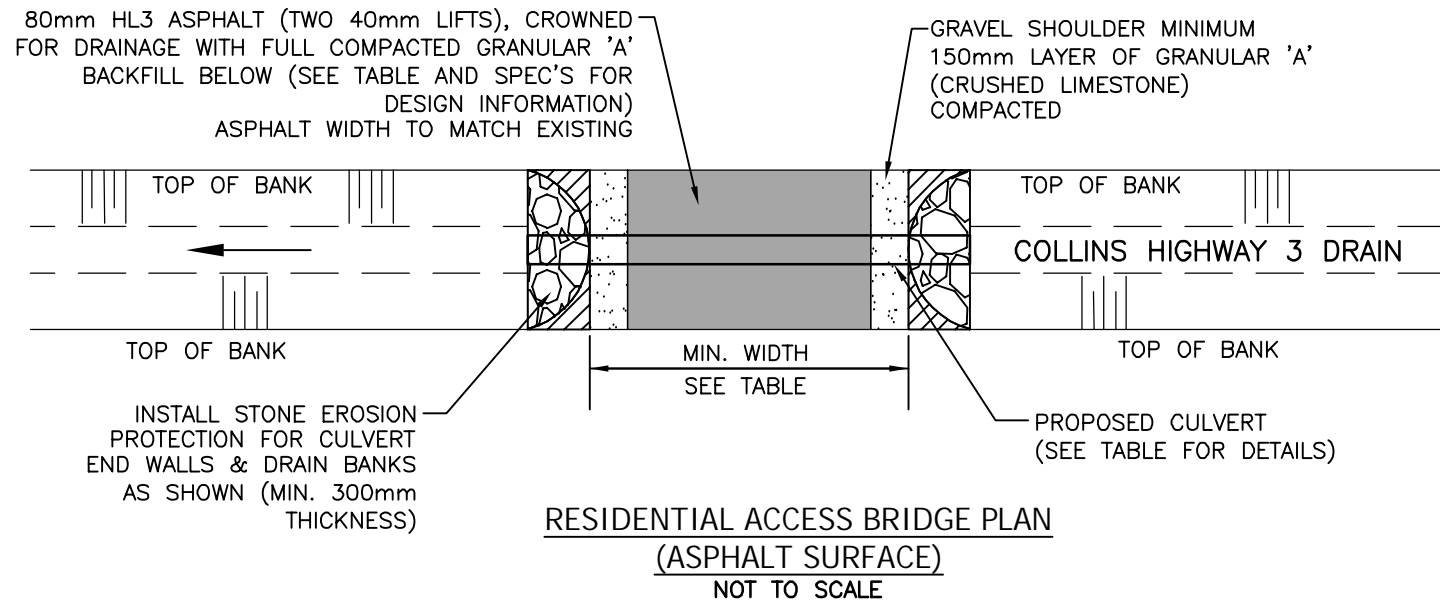 80mm HL3 ASPHALT (TWO 40mm LIFTS), CROWNED
FOR DRAINAGE WITH FULL COMPACTED GRANULAR 'A'
BACKFILL BELOW (SEE TABLE AND SPEC'S FOR
DESIGN INFORMATION)
ASPHALT WIDTH TO MATCH EXISTING
GRAVEL SHOULDER MINIMUM
150mm LAYER OF GRANULAR 'A'
(CRUSHED LIMESTONE)
COMPACTED
TOP OF BANK
TOP OF BANK
COLLINS HIGHWAY 3 DRAIN
TOP OF BANK
MIN. WIDTH
SEE TABLE
TOP OF BANK
INSTALL STONE EROSION
PROTECTION FOR CULVERT
END WALLS & DRAIN BANKS
AS SHOWN (MIN. 300mm
THICKNESS)
PROPOSED CULVERT
(SEE TABLE FOR DETAILS)
RESIDENTIAL ACCESS BRIDGE PLAN
(ASPHALT SURFACE)
NOT TO SCALE